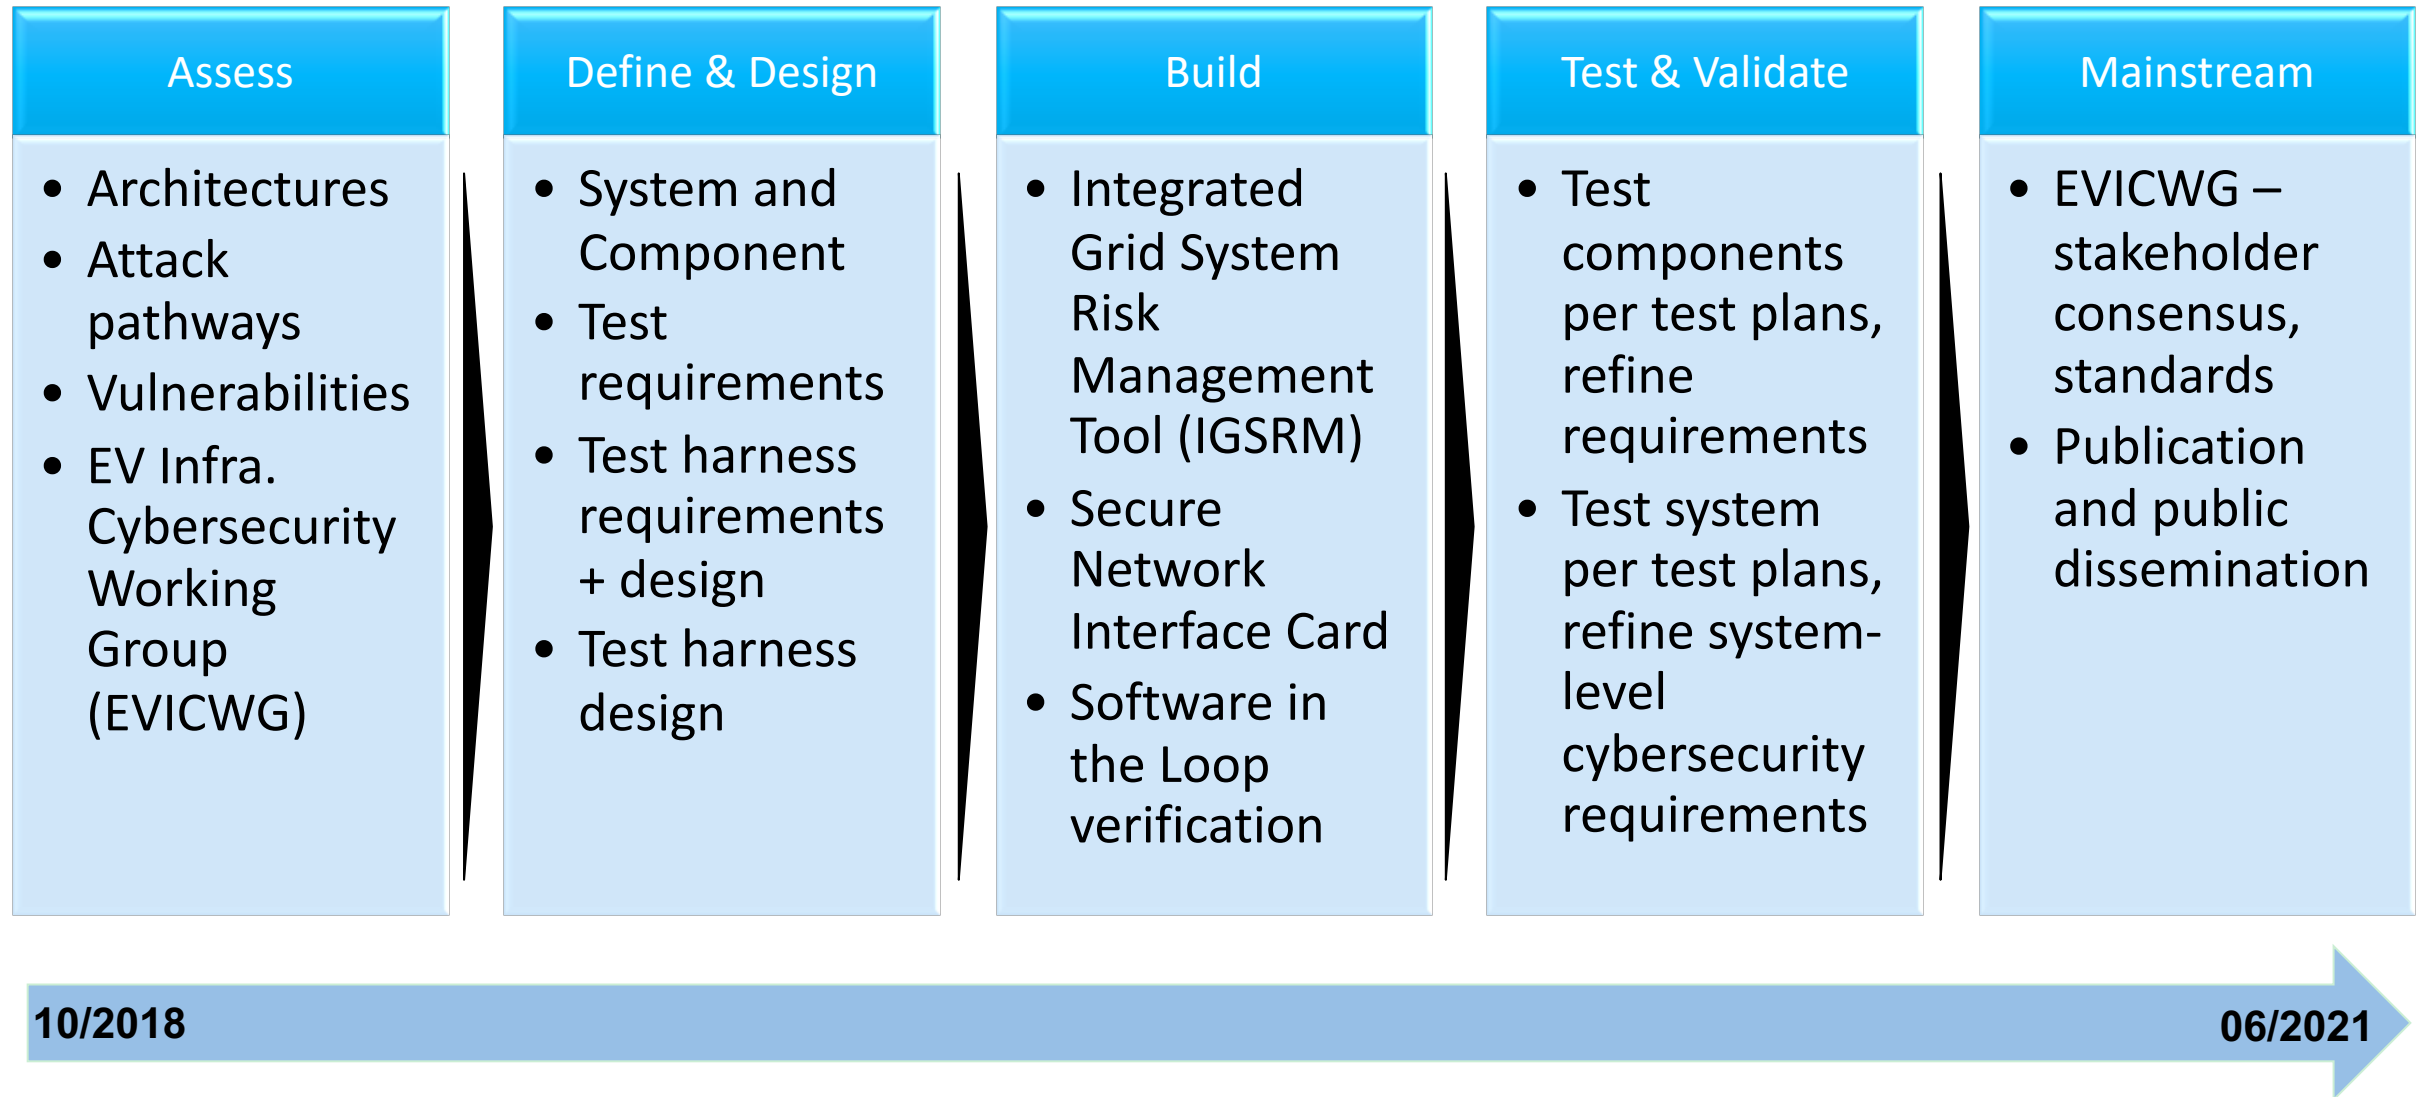 Assess
• Architectures
• Attack
pathways
• Vulnerabilities
• EV Infra.
Cybersecurity
Working
Group
(EVICWG)
Define & Design
• System and
Component
• Test
requirements
• Test harness
requirements
+ design
• Test harness
design
Build
• Integrated
Grid System
Risk
Management
Tool (IGSRM)
• Secure
Network
Interface Card
• Software in
the Loop
verification
Test & Validate
• Test
components
per test plans,
refine
requirements
• Test system
per test plans,
refine system-
level
cybersecurity
requirements
Mainstream
• EVICWG –
stakeholder
consensus,
standards
• Publication
and public
dissemination
10/2018
06/2021